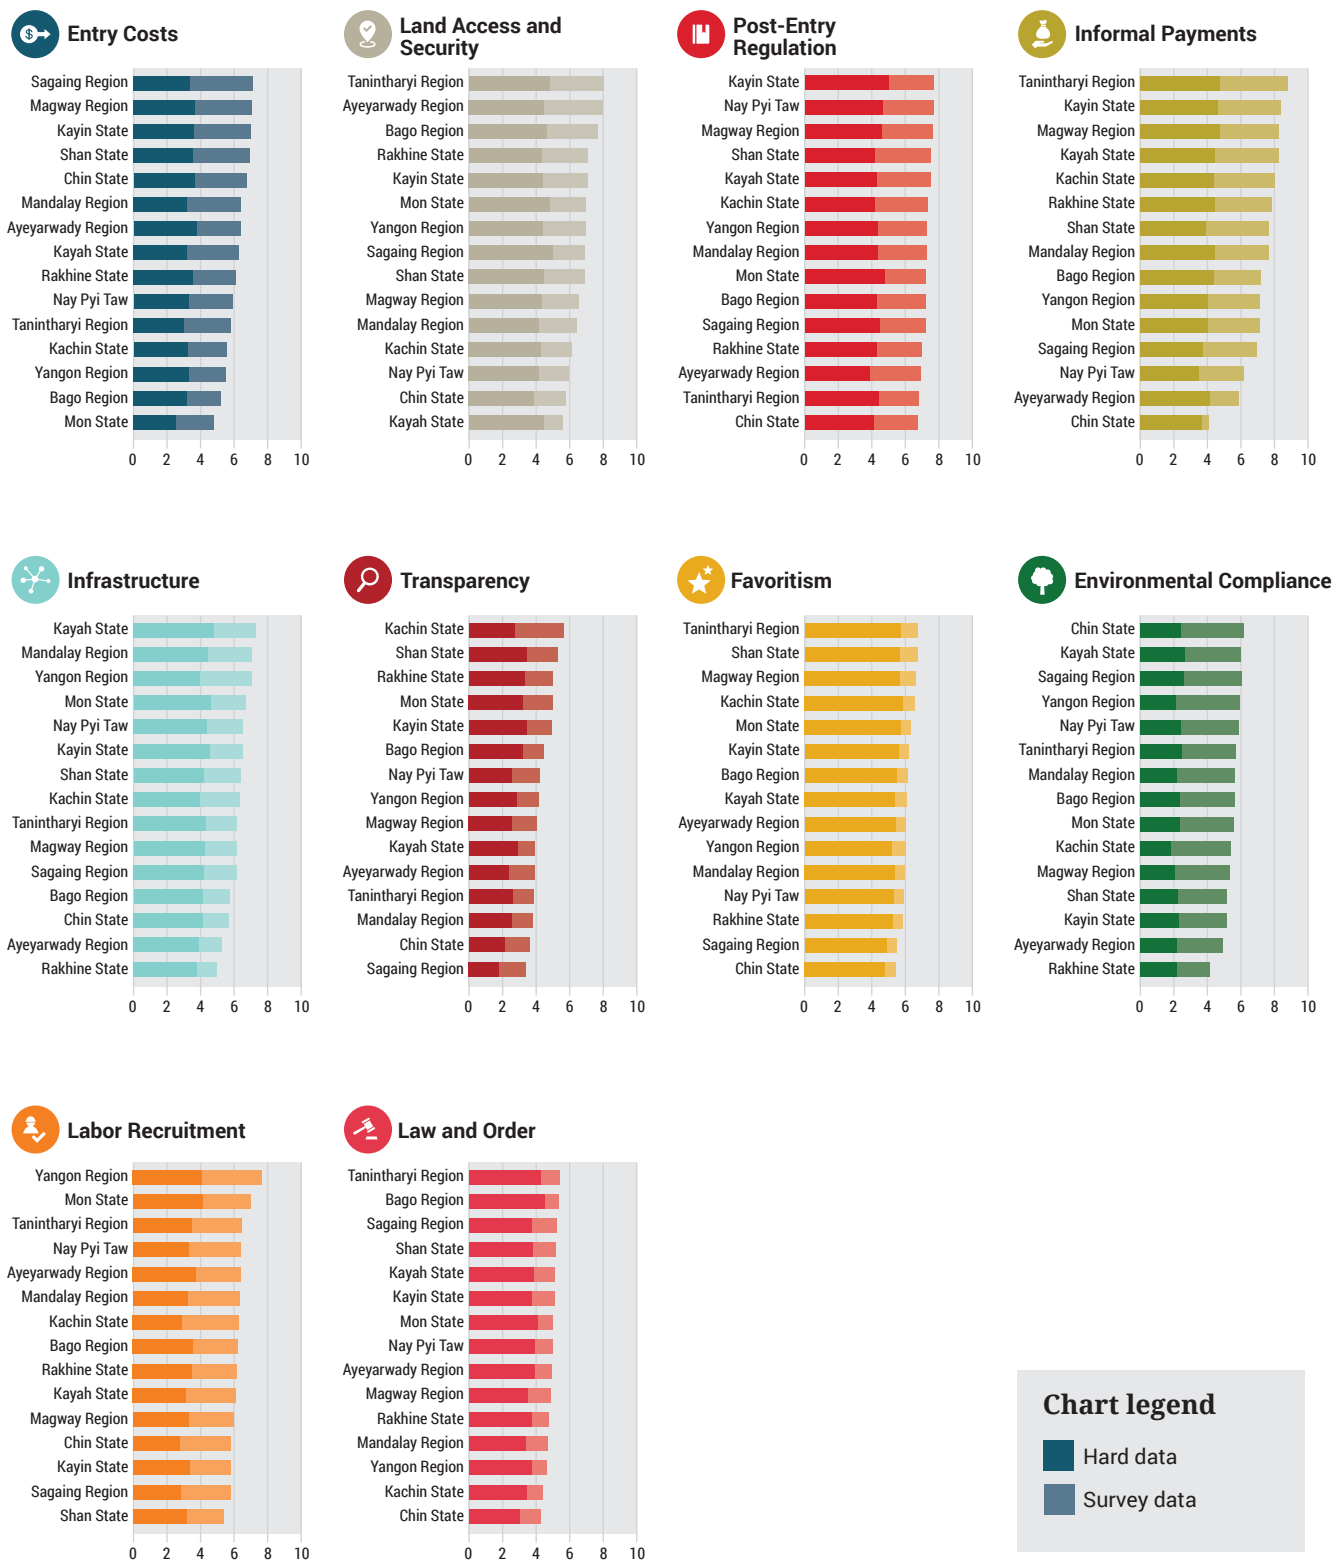 Entry Costs
Sagaing Region
Magway Region
Kayin State
Shan State
Chin State
Mandalay Region
Ayeyarwady Region
Kayah State
Rakhine State
Nay Pyi Taw
Tanintharyi Region
Kachin State
Yangon Region
Bago Region
Mon State
0 2 4 6 8 10
Land Access and
Security
Tanintharyi Region
Ayeyarwady Region
Bago Region
Rakhine State
Kayin State
Mon State
Yangon Region
Sagaing Region
Shan State
Magway Region
Mandalay Region
Kachin State
Nay Pyi Taw
Chin State
Kayah State
0 2 4 6 8 10
Post-Entry
Regulation
Kayin State
Nay Pyi Taw
Magway Region
Shan State
Kayah State
Kachin State
Yangon Region
Mandalay Region
Mon State
Bago Region
Sagaing Region
Rakhine State
Ayeyarwady Region
Tanintharyi Region
Chin State
0 2 4 6 8 10
Informal Payments
Tanintharyi Region
Kayin State
Magway Region
Kayah State
Kachin State
Rakhine State
Shan State
Mandalay Region
Bago Region
Yangon Region
Mon State
Sagaing Region
Nay Pyi Taw
Ayeyarwady Region
Chin State
0 2 4 6 8 10
Infrastructure
Kayah State
Mandalay Region
Yangon Region
Mon State
Nay Pyi Taw
Kayin State
Shan State
Kachin State
Tanintharyi Region
Magway Region
Sagaing Region
Bago Region
Chin State
Ayeyarwady Region
Rakhine State
0 2 4 6 8 10
Transparency
Kachin State
Shan State
Rakhine State
Mon State
Kayin State
Bago Region
Nay Pyi Taw
Yangon Region
Magway Region
Kayah State
Ayeyarwady Region
Tanintharyi Region
Mandalay Region
Chin State
Sagaing Region
0 2 4 6 8 10
Favoritism
Tanintharyi Region
Shan State
Magway Region
Kachin State
Mon State
Kayin State
Bago Region
Kayah State
Ayeyarwady Region
Yangon Region
Mandalay Region
Nay Pyi Taw
Rakhine State
Sagaing Region
Chin State
0 2 4 6 8 10
Environmental Compliance
Chin State
Kayah State
Sagaing Region
Yangon Region
Nay Pyi Taw
Tanintharyi Region
Mandalay Region
Bago Region
Mon State
Kachin State
Magway Region
Shan State
Kayin State
Ayeyarwady Region
Rakhine State
0 2 4 6 8 10
Labor Recruitment
Yangon Region
Mon State
Tanintharyi Region
Nay Pyi Taw
Ayeyarwady Region
Mandalay Region
Kachin State
Bago Region
Rakhine State
Kayah State
Magway Region
Chin State
Kayin State
Sagaing Region
Shan State
0 2 4 6 8 10
Law and Order
Tanintharyi Region
Bago Region
Sagaing Region
Shan State
Kayah State
Kayin State
Mon State
Nay Pyi Taw
Ayeyarwady Region
Magway Region
Rakhine State
Mandalay Region
Yangon Region
Kachin State
Chin State
0 2 4 6 8 10
Chart legend
Hard data
Survey data